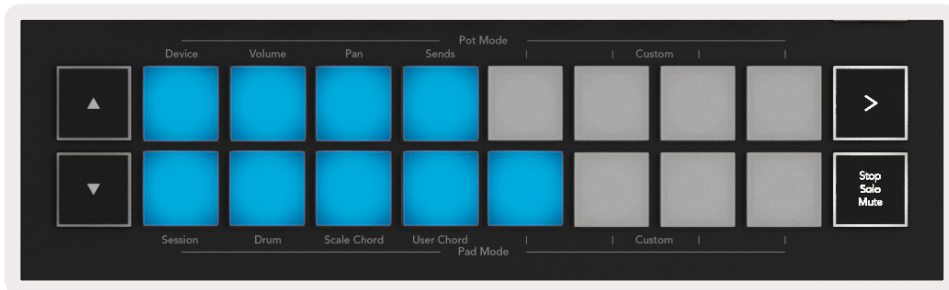 Pot Mode
Device Volume Pan Sends Custom
▲ >
▼ Stop
Solo
Mute
Session Drum Scale Chord User Chord Custom
Pad Mode